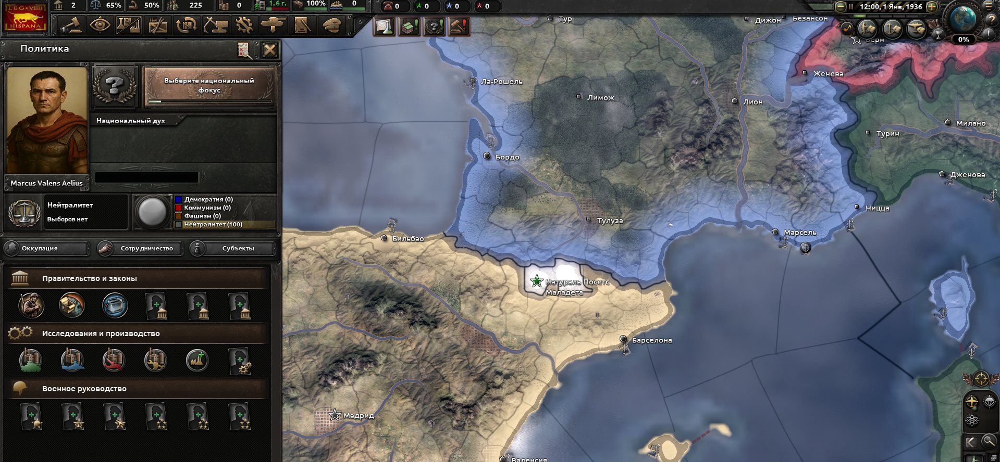 LEG·VIIII
HISPANA
2
65%
50%
225
0
1.6 г.
100%
0
0
0
0
0
12:00, 1 Янв, 1936
0%
1
Политика
Выберите национальный
фокус
Национальный дух
Marcus Valens Aelius
Нейтралитет
Выборов нет
Демократия (0)
Коммунизм (0)
Фашизм (0)
Нейтралитет (100)
Оккупация
Сотрудничество
Субъекты
Правительство и законы
Исследования и производство
Военное руководство
Тур
Дижон
Безансон
Берн
Ла-Рошель
Женева
Лимож
Лион
Милано
Турин
Бордо
Дженова
Ницца
Тулуза
Марсель
Бильбао
Натураль Посетс
Маладета
Барселона
Мадрид
Валенсия